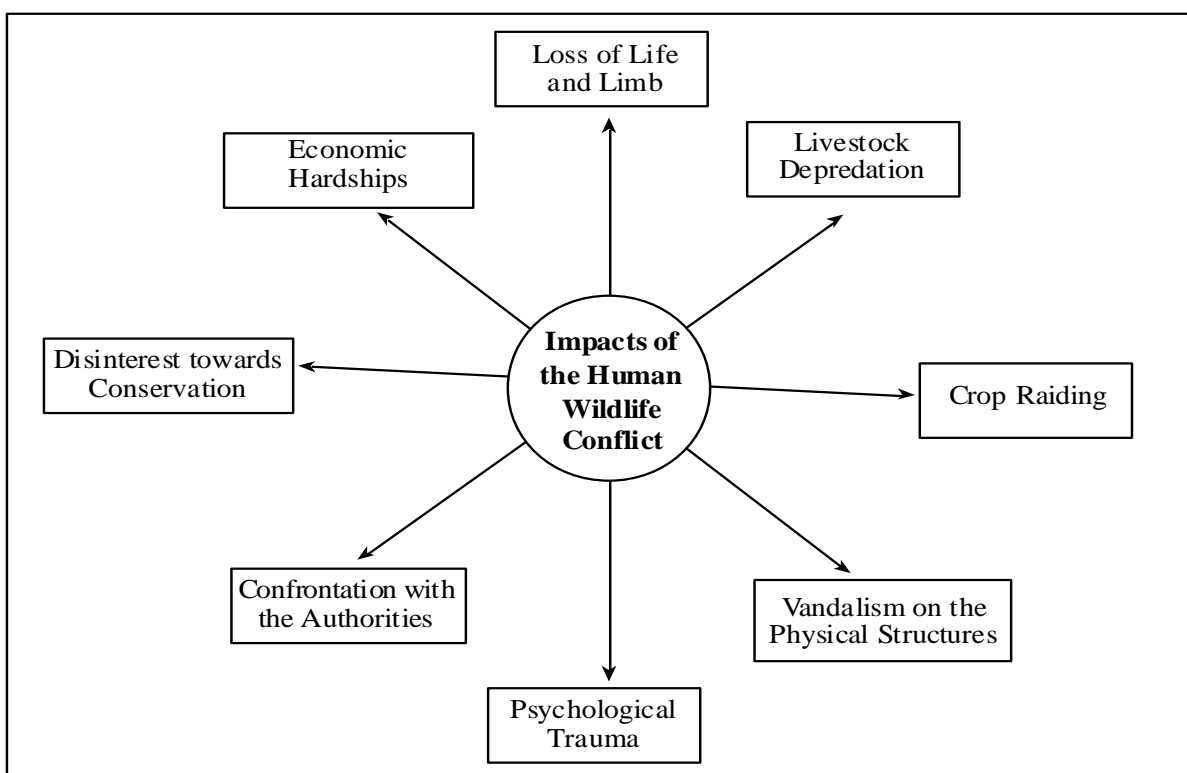 Loss of Life
and Limb
Economic
Hardships
Livestock
Depredation
Impacts of
the Human
Wildlife
Conflict
Disinterest towards
Conservation
Crop Raiding
Confrontation with
the Authorities
Vandalism on the
Physical Structures
Psychological
Trauma